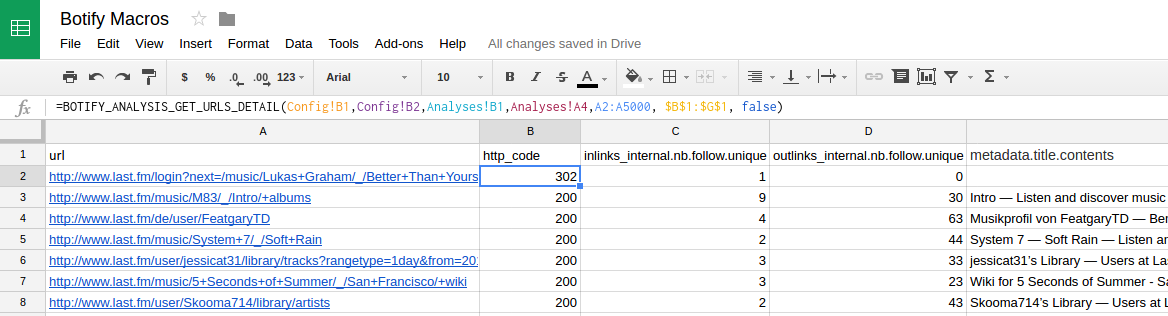 Botify Macros
File Edit View Insert Format Data Tools Add-ons Help All changes saved in Drive
$ % .0 .00 123 Arial 10 B I S A Σ
fx =BOTIFY_ANALYSIS_GET_URLS_DETAIL(Config!B1,Config!B2,Analyses!B1,Analyses!A4,A2:A5000, $B$1:$G$1, false)
A B C D
1 url http_code inlinks_internal.nb.follow.unique outlinks_internal.nb.follow.unique metadata.title.contents
2 http://www.last.fm/login?next=/music/Lukas+Graham/_/Better+Than+Yours 302 1 0
3 http://www.last.fm/music/M83/_/Intro/+albums 200 9 30 Intro — Listen and discover music
4 http://www.last.fm/de/user/FeatgaryTD 200 4 63 Musikprofil von FeatgaryTD — Ber
5 http://www.last.fm/music/System+7/_/Soft+Rain 200 2 44 System 7 — Soft Rain — Listen an
6 http://www.last.fm/user/jessicat31/library/tracks?rangetype=1day&from=20 200 3 33 jessicat31's Library — Users at La
7 http://www.last.fm/music/5+Seconds+of+Summer/_/San+Francisco/+wiki 200 3 23 Wiki for 5 Seconds of Summer - Sa
8 http://www.last.fm/user/Skooma714/library/artists 200 2 43 Skooma714's Library — Users at L